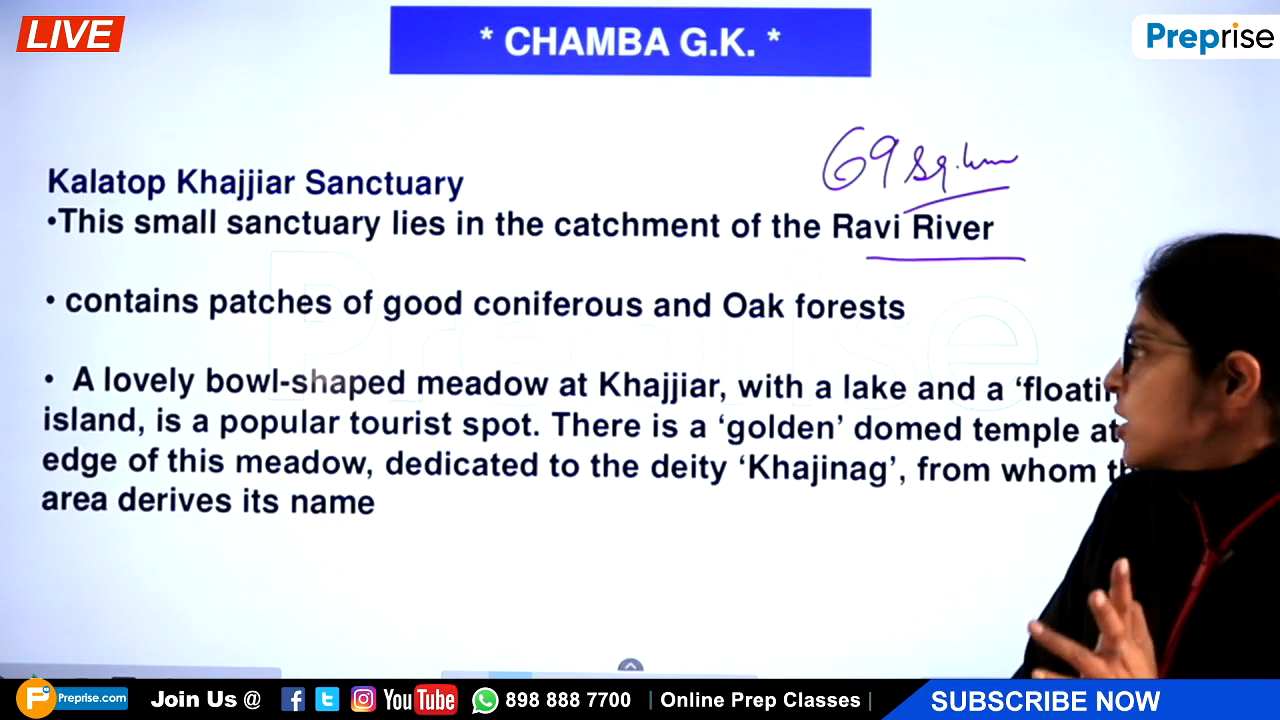 LIVE
* CHAMBA G.K. *
Preprise
69 Sq.km
Kalatop Khajjiar Sanctuary
•This small sanctuary lies in the catchment of the Ravi River
Preprise
• contains patches of good coniferous and Oak forests
• A lovely bowl-shaped meadow at Khajjiar, with a lake and a
island, is a popular tourist spot. There is a ‘golden’ domed temple at
edge of this meadow, dedicated to the deity ‘Khajinag’, from whom
area derives its name
P Preprise.com Join Us @ YouTube 898 888 7700 | Online Prep Classes | SUBSCRIBE NOW